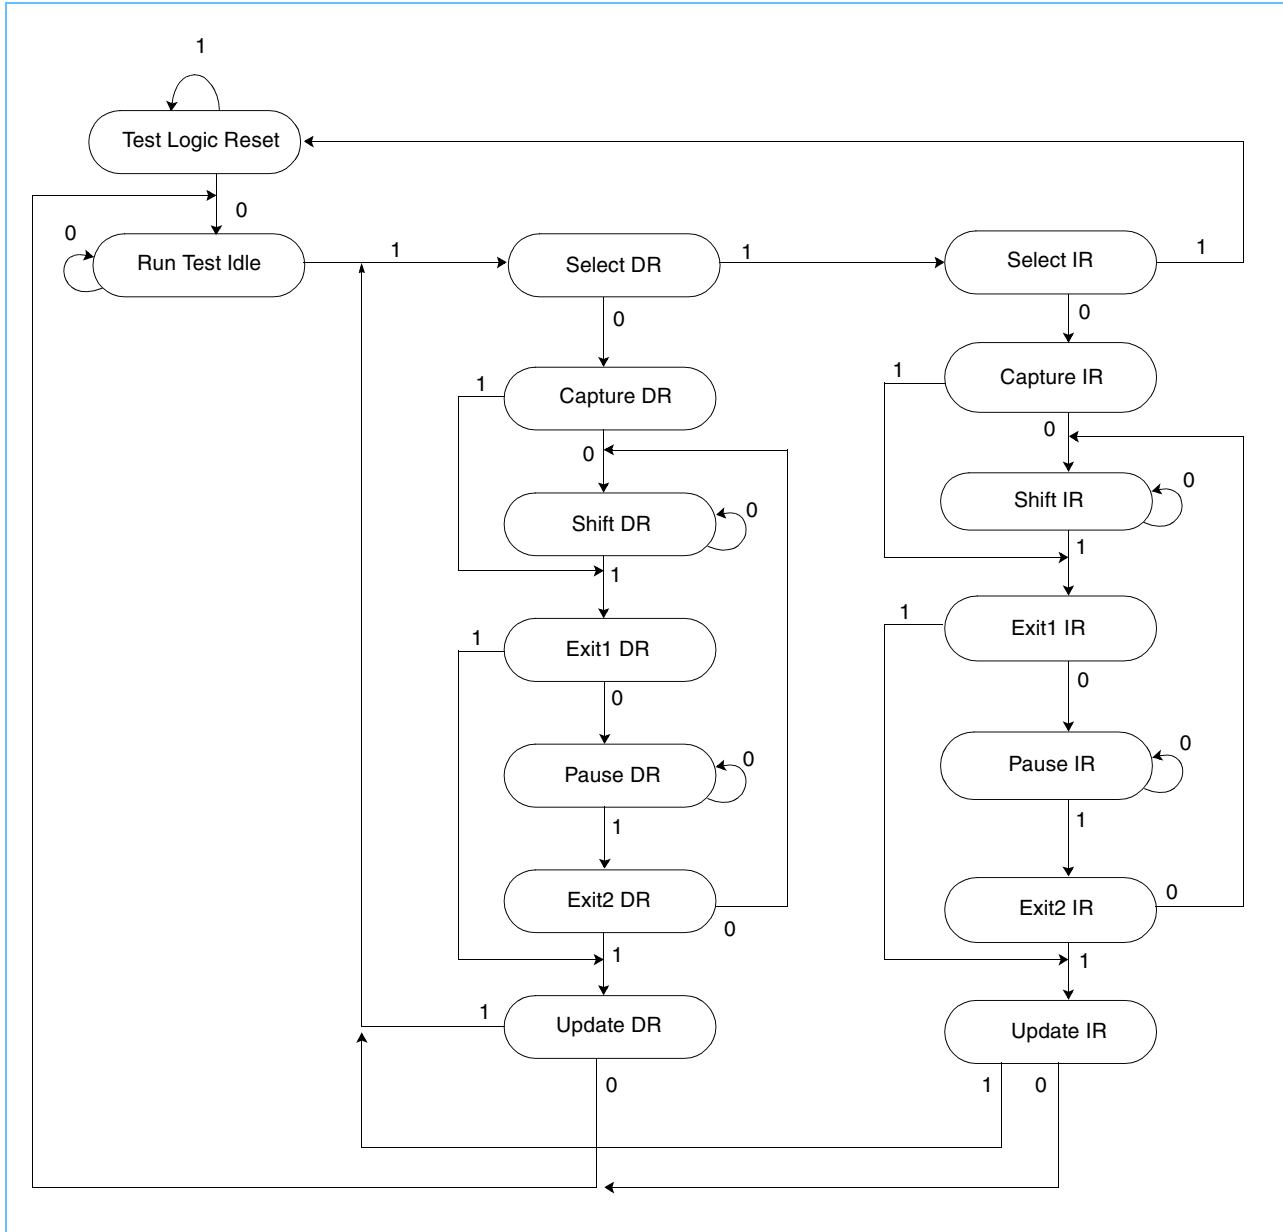 1
Test Logic Reset
0
0
Run Test Idle
1
Select DR
1
Select IR
1
0
0
1
Capture DR
1
Capture IR
0
0
Shift DR
0
Shift IR
0
1
1
1
Exit1 DR
1
Exit1 IR
0
0
Pause DR
0
Pause IR
0
1
1
Exit2 DR
0
Exit2 IR
0
1
1
1
Update DR
Update IR
0
1
0